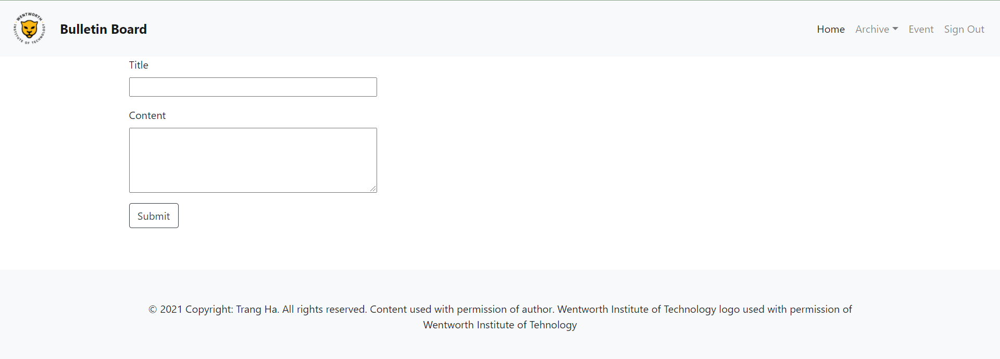 WENTWORTH
INSTITUTE OF TECHNOLOGY
Bulletin Board
Home
Archive
Event
Sign Out
Title
Content
Submit
© 2021 Copyright: Trang Ha. All rights reserved. Content used with permission of author. Wentworth Institute of Technology logo used with permission of
Wentworth Institute of Tehnology